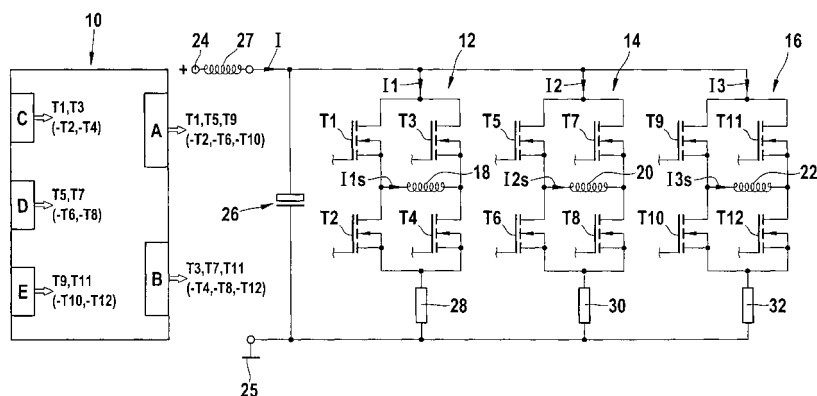 10
24
27
I
+
12
14
16
I1
I2
I3
C
T1,T3
(-T2,-T4)
A
T1,T5,T9
(-T2,-T6,-T10)
D
T5,T7
(-T6,-T8)
E
T9,T11
(-T10,-T12)
B
T3,T7,T11
(-T4,-T8,-T12)
26
25
T1
T3
T5
T7
T9
T11
I1s
18
I2s
20
I3s
22
T2
T4
T6
T8
T10
T12
28
30
32